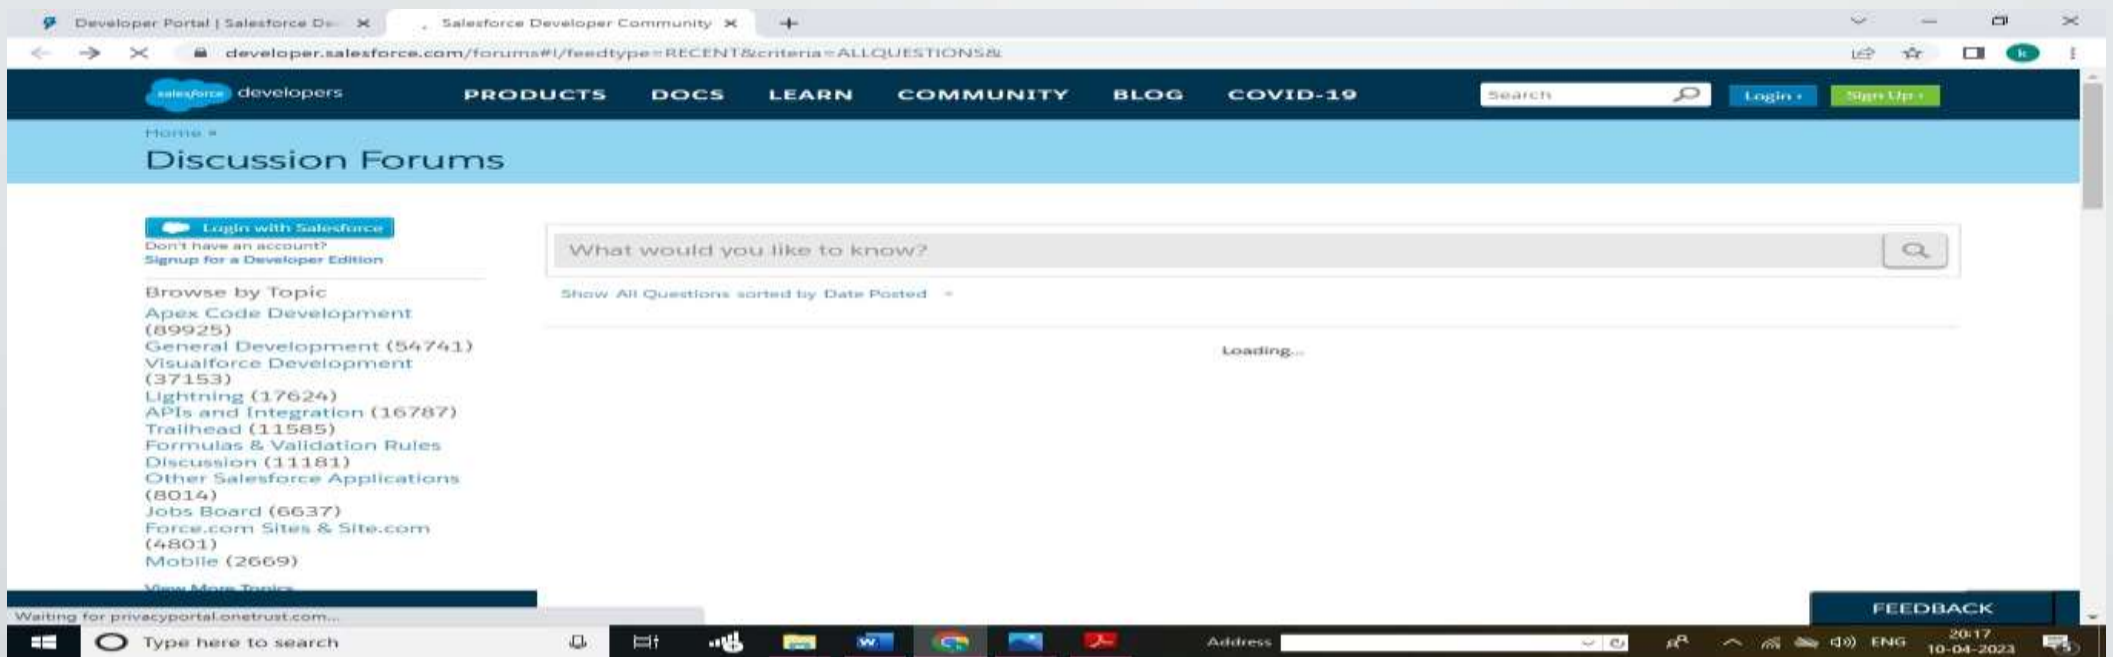 Developer Portal | Salesforce De
Salesforce Developer Community
developer.salesforce.com/forums#!/feedtype=RECENT&criteria=ALLQUESTIONS&
k
salesforce developers
PRODUCTS DOCS LEARN COMMUNITY BLOG COVID-19
Search
Login
Sign Up
Home »
Discussion Forums
Login with Salesforce
Don't have an account?
Signup for a Developer Edition
Browse by Topic
Apex Code Development
(89925)
General Development (54741)
Visualforce Development
(37153)
Lightning (17624)
APIs and Integration (16787)
Trailhead (11585)
Formulas & Validation Rules
Discussion (11181)
Other Salesforce Applications
(8014)
Jobs Board (6637)
Force.com Sites & Site.com
(4801)
Mobile (2669)
View More Topics
What would you like to know?
Show All Questions sorted by Date Posted
Loading...
FEEDBACK
Waiting for privacyportal.onetrust.com...
Type here to search
Address
ENG
20:17
10-04-2023